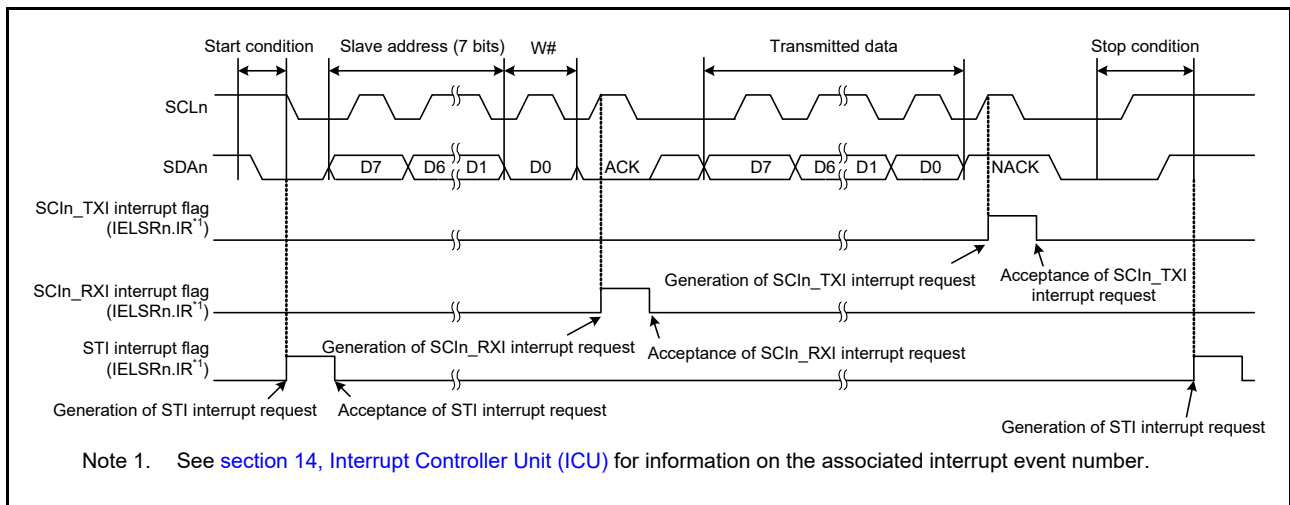 Start condition Slave address (7 bits) W# Transmitted data Stop condition
SCLn
SDAn D7 D6 D1 D0 ACK D7 D6 D1 D0 NACK
SCIn_TXI interrupt flag
(IELSRn.IR*1)
Generation of SCIn_TXI interrupt request
Acceptance of SCIn_TXI
interrupt request
SCIn_RXI interrupt flag
(IELSRn.IR*1)
Generation of SCIn_RXI interrupt request
Acceptance of SCIn_RXI interrupt request
STI interrupt flag
(IELSRn.IR*1)
Generation of STI interrupt request
Acceptance of STI interrupt request
Generation of STI interrupt request
Note 1. See section 14, Interrupt Controller Unit (ICU) for information on the associated interrupt event number.